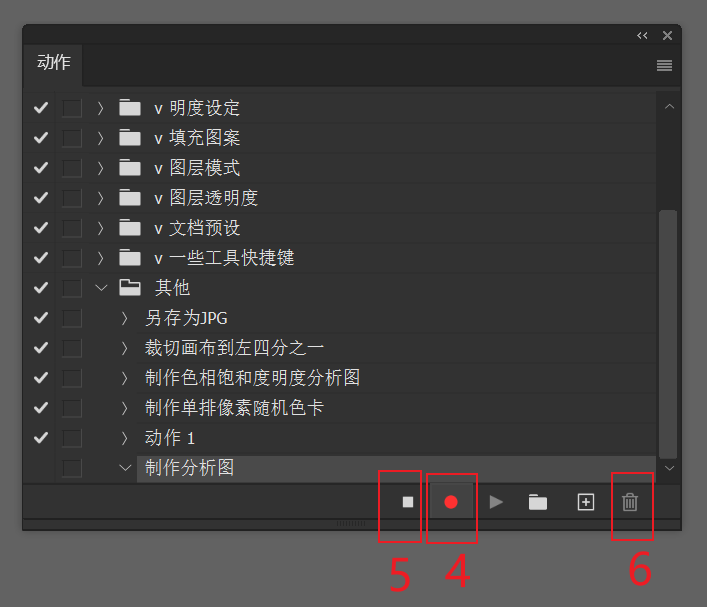 动作
v 明度设定
v 填充图案
v 图层模式
v 图层透明度
v 文档预设
v 一些工具快捷键
其他
另存为JPG
裁切画布到左四分之一
制作色相饱和度明度分析图
制作单排像素随机色卡
动作 1
制作分析图
5 4 6